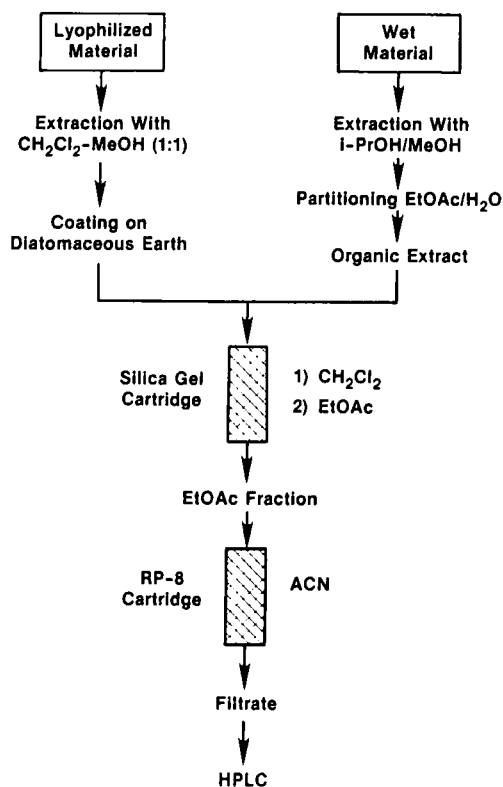 Lyophilized
Material
Extraction With
CH₂Cl₂-MeOH (1:1)
Coating on
Diatomaceous Earth
Wet
Material
Extraction With
i-PrOH/MeOH
Partitioning EtOAc/H₂O
Organic Extract
Silica Gel
Cartridge
1) CH₂Cl₂
2) EtOAc
EtOAc Fraction
RP-8
Cartridge
ACN
Filtrate
HPLC